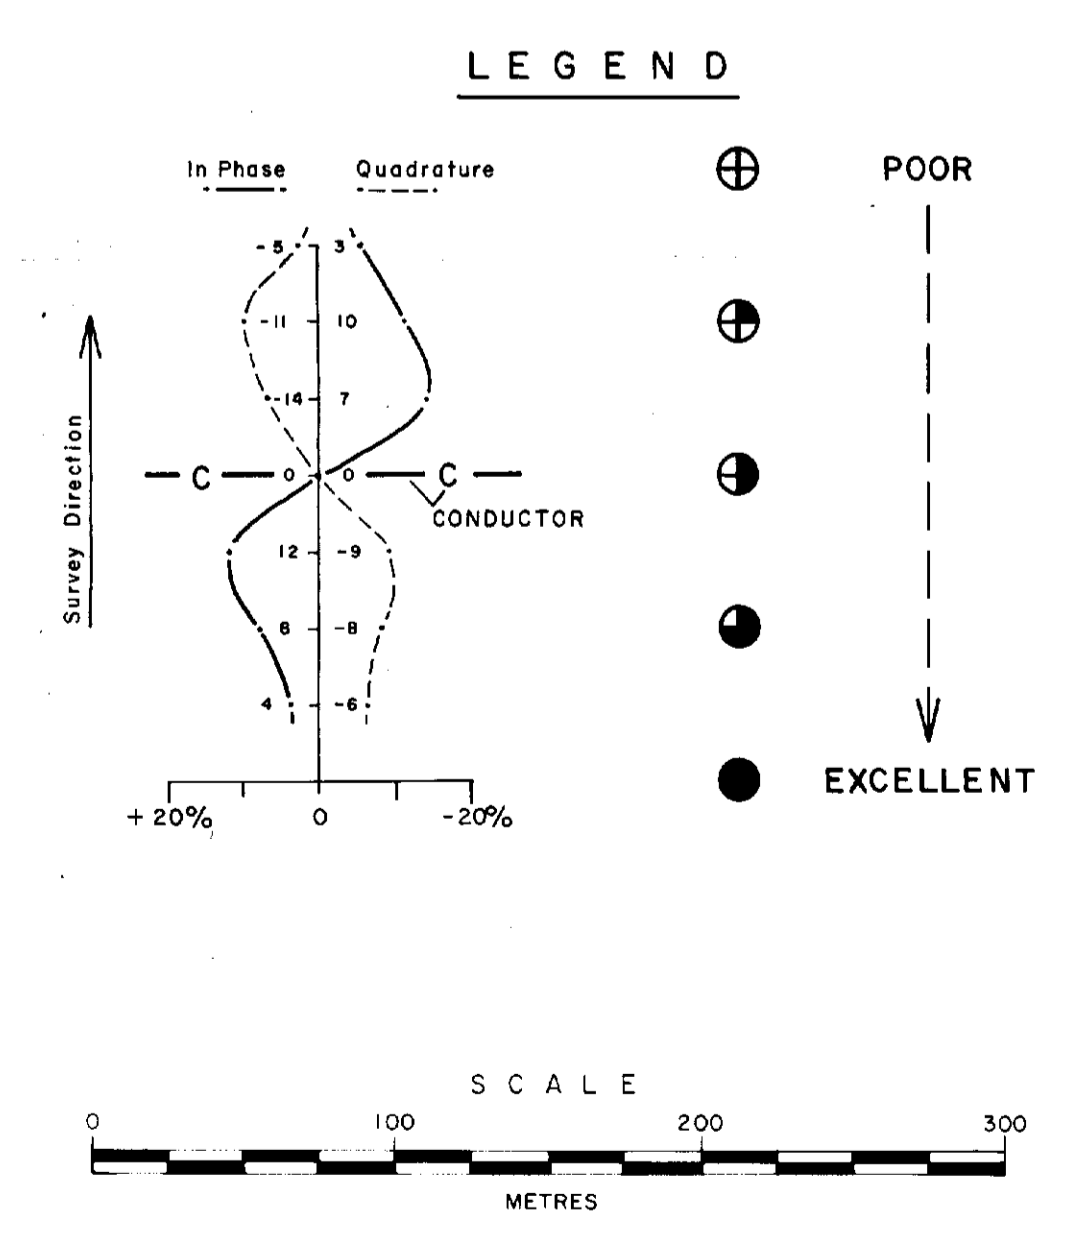 LEGEND
In Phase Quadrature
POOR
-5 3
-11 10
-14 7
C 0 0 C
CONDUCTOR
12 -9
8 -8
4 -6
Survey Direction
+20% 0 -20%
EXCELLENT
SCALE
0 100 200 300
METRES